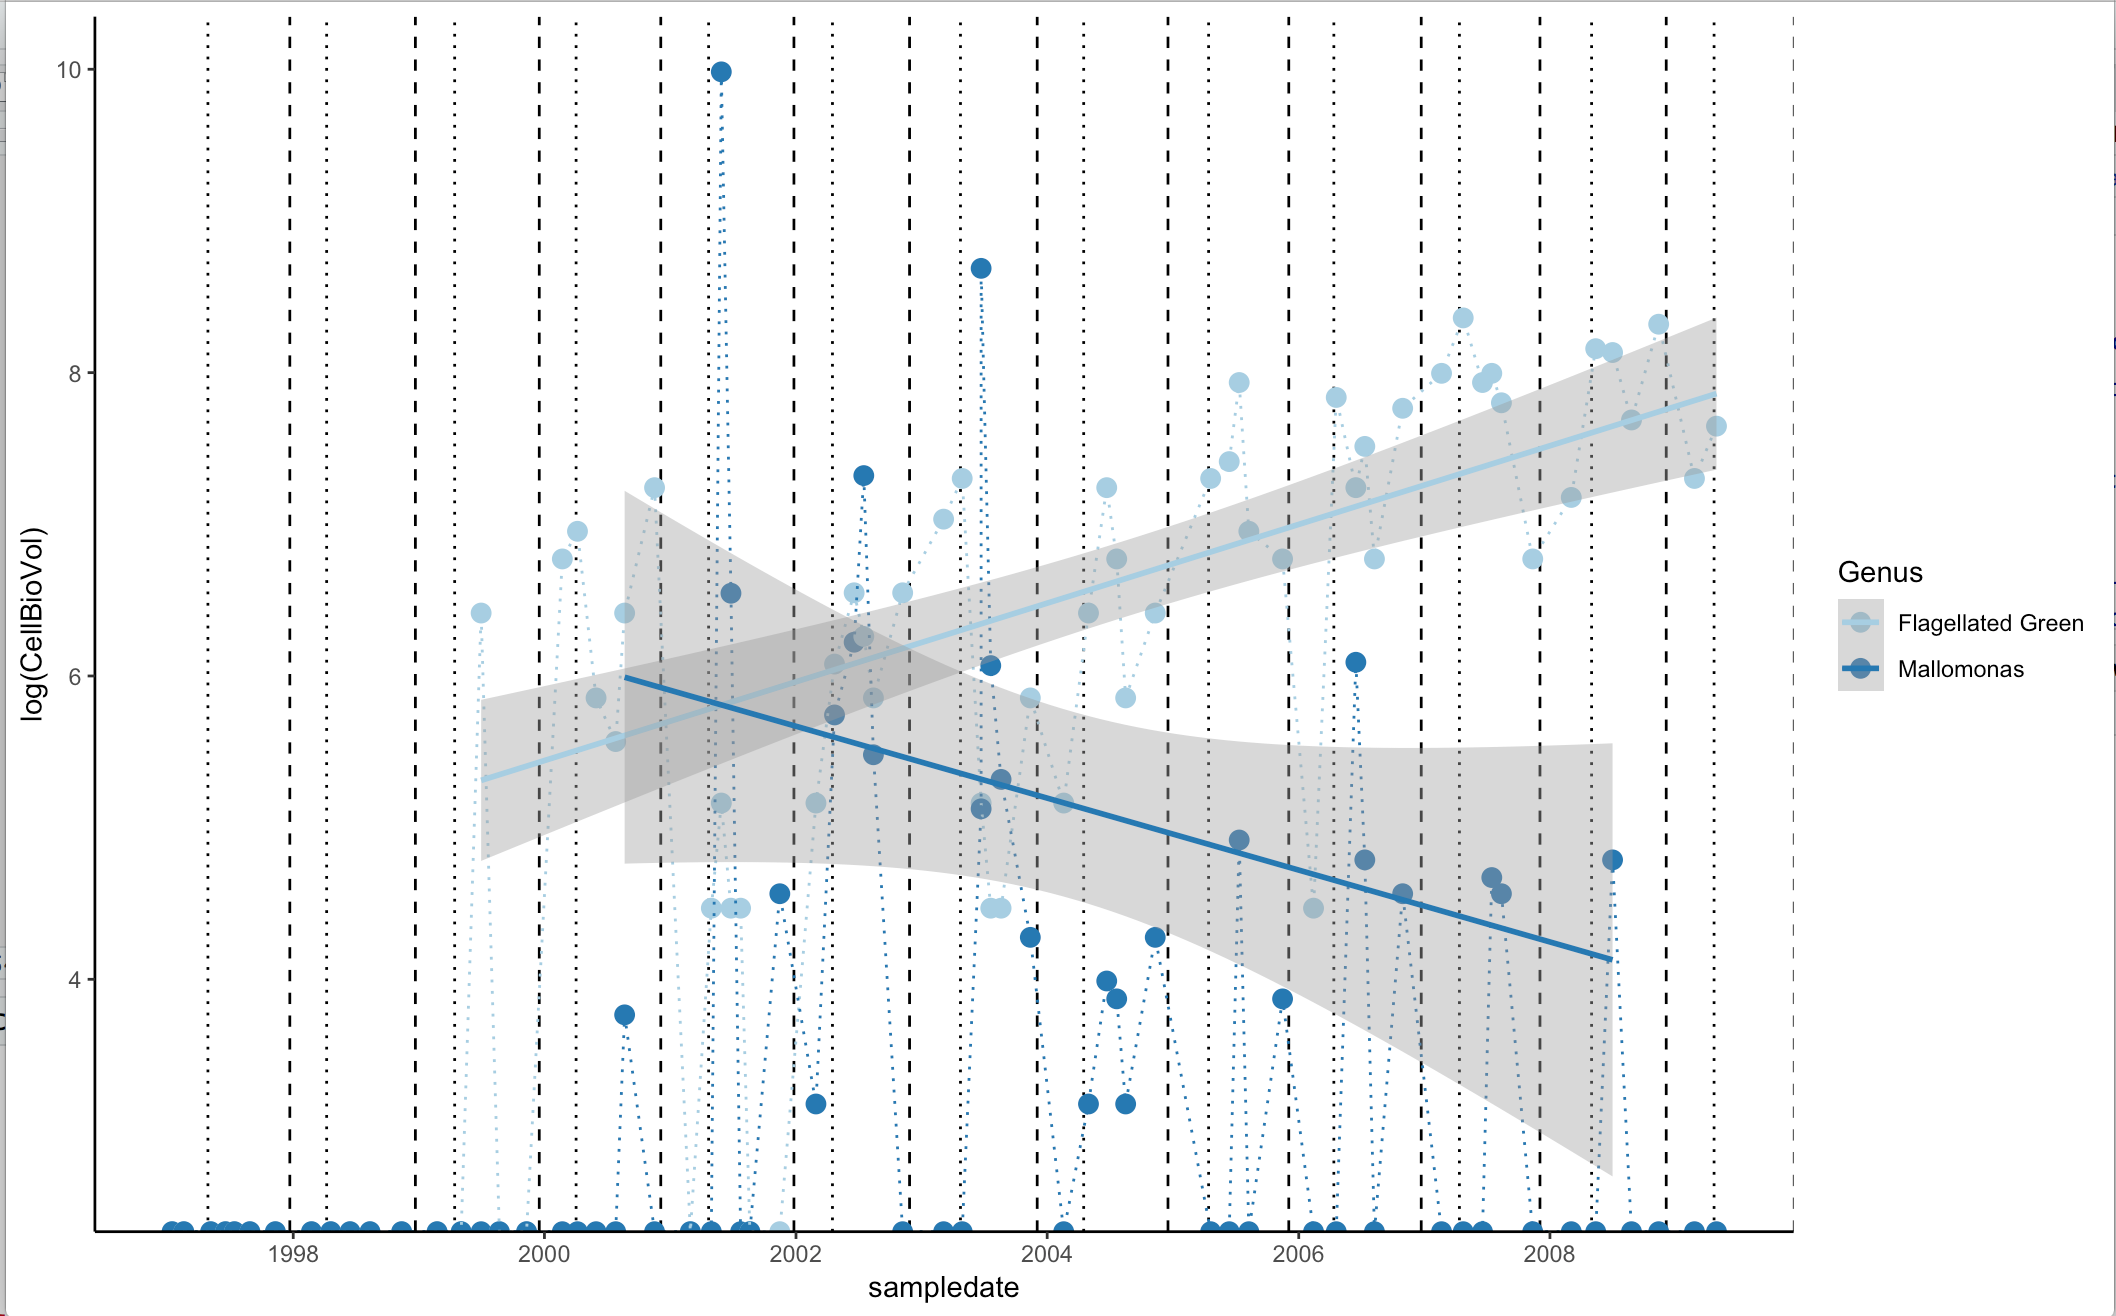 10
8
6
4
log(CellBioVol)
1998 2000 2002 2004 2006 2008
sampledate
Genus
Flagellated Green
Mallomonas